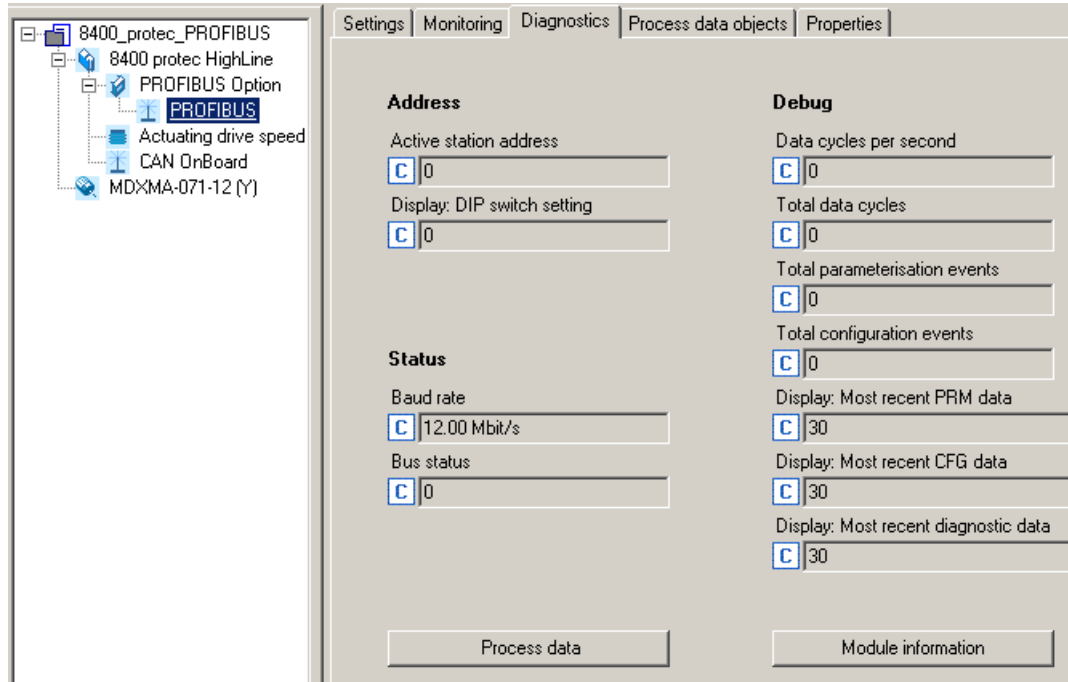 8400_protec_PROFIBUS
8400 protec HighLine
PROFIBUS Option
PROFIBUS
Actuating drive speed
CAN OnBoard
MDXMA-071-12 (Y)
Settings Monitoring Diagnostics Process data objects Properties
Address
Active station address
C 0
Display: DIP switch setting
C 0
Status
Baud rate
C 12.00 Mbit/s
Bus status
C 0
Process data
Debug
Data cycles per second
C 0
Total data cycles
C 0
Total parameterisation events
C 0
Total configuration events
C 0
Display: Most recent PRM data
C 30
Display: Most recent CFG data
C 30
Display: Most recent diagnostic data
C 30
Module information